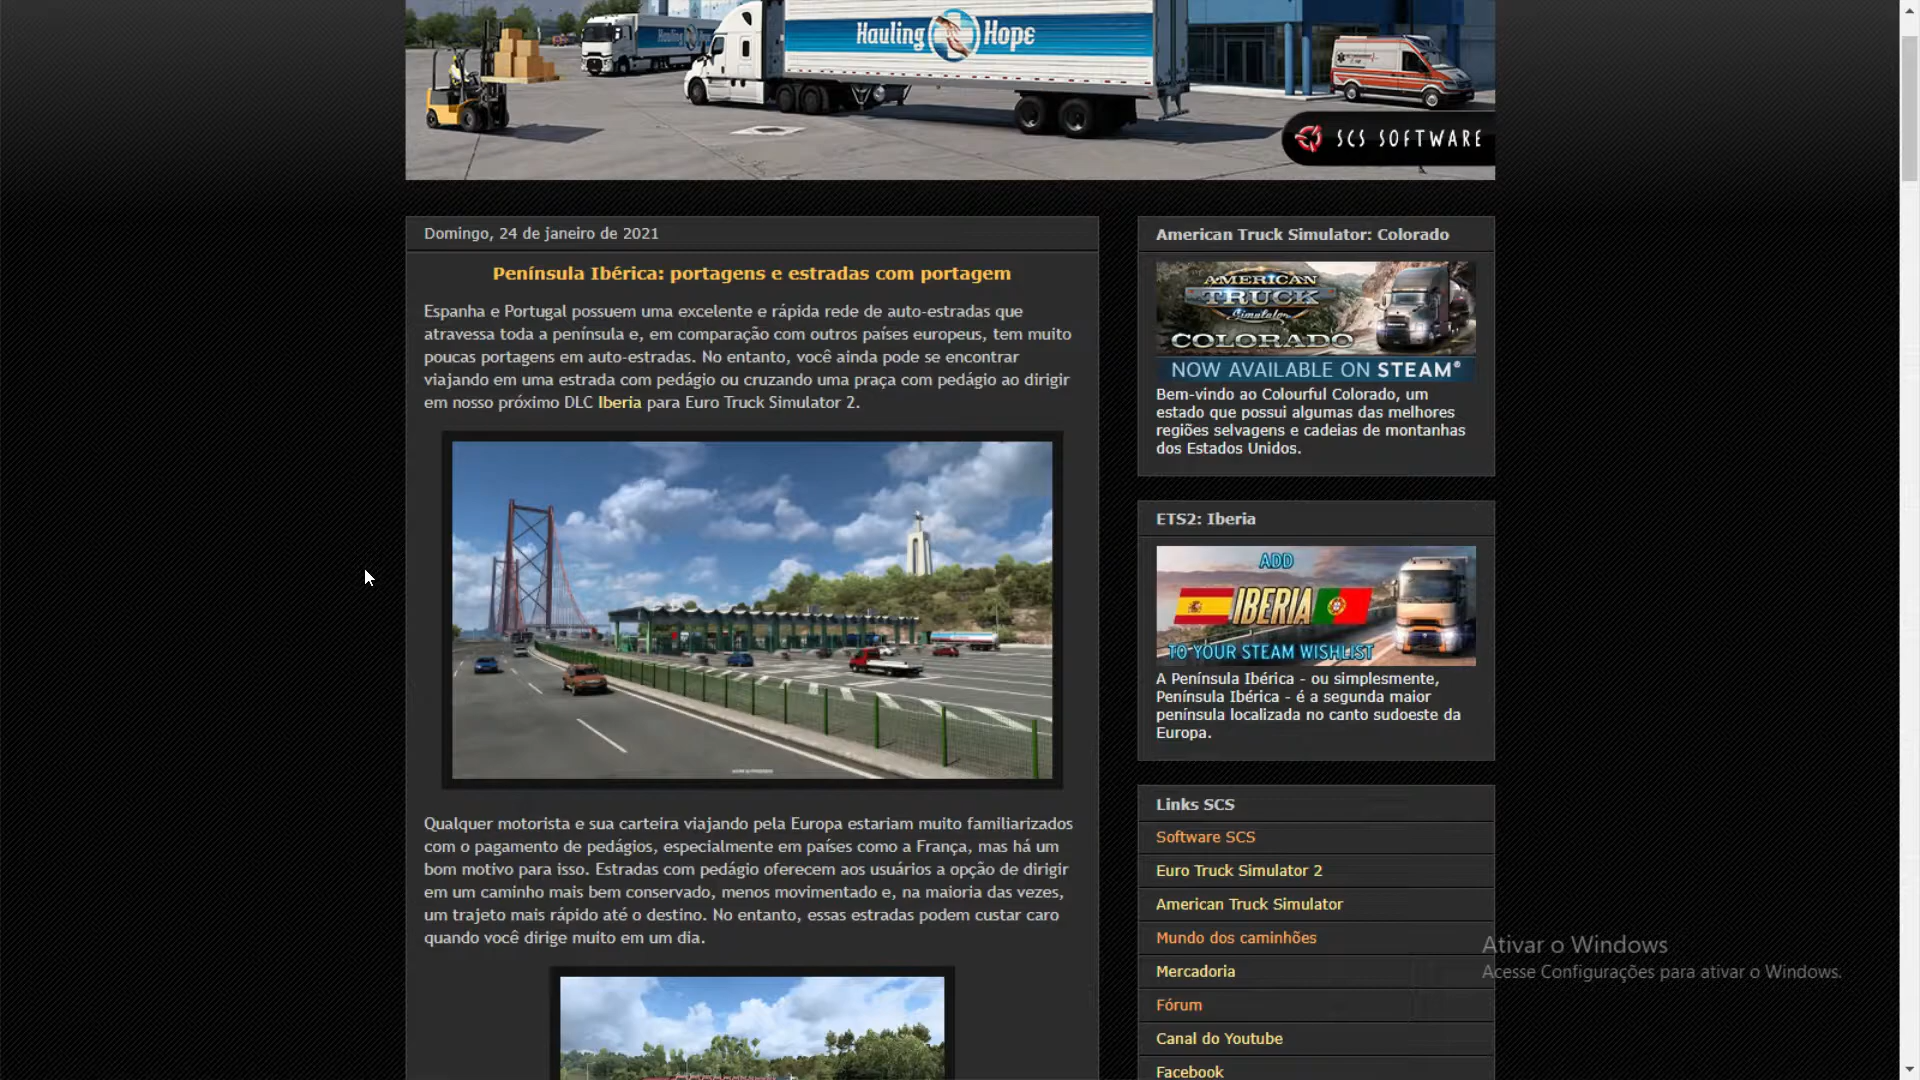 Hauling Hope
Hauling
SCS SOFTWARE
Domingo, 24 de janeiro de 2021
Península Ibérica: portagens e estradas com portagem
Espanha e Portugal possuem uma excelente e rápida rede de auto-estradas que
atravessa toda a península e, em comparação com outros países europeus, tem muito
poucas portagens em auto-estradas. No entanto, você ainda pode se encontrar
viajando em uma estrada com pedágio ou cruzando uma praça com pedágio ao dirigir
em nosso próximo DLC Iberia para Euro Truck Simulator 2.
Qualquer motorista e sua carteira viajando pela Europa estariam muito familiarizados
com o pagamento de pedágios, especialmente em países como a França, mas há um
bom motivo para isso. Estradas com pedágio oferecem aos usuários a opção de dirigir
em um caminho mais bem conservado, menos movimentado e, na maioria das vezes,
um trajeto mais rápido até o destino. No entanto, essas estradas podem custar caro
quando você dirige muito em um dia.
American Truck Simulator: Colorado
AMERICAN
TRUCK
Simulator
COLORADO
NOW AVAILABLE ON STEAM®
Bem-vindo ao Colourful Colorado, um
estado que possui algumas das melhores
regiões selvagens e cadeias de montanhas
dos Estados Unidos.
ETS2: Iberia
ADD
IBERIA
TO YOUR STEAM WISHLIST
A Península Ibérica - ou simplesmente,
Península Ibérica - é a segunda maior
península localizada no canto sudoeste da
Europa.
Links SCS
Software SCS
Euro Truck Simulator 2
American Truck Simulator
Mundo dos caminhões
Mercadoria
Fórum
Canal do Youtube
Facebook
Ativar o Windows
Acesse Configurações para ativar o Windows.